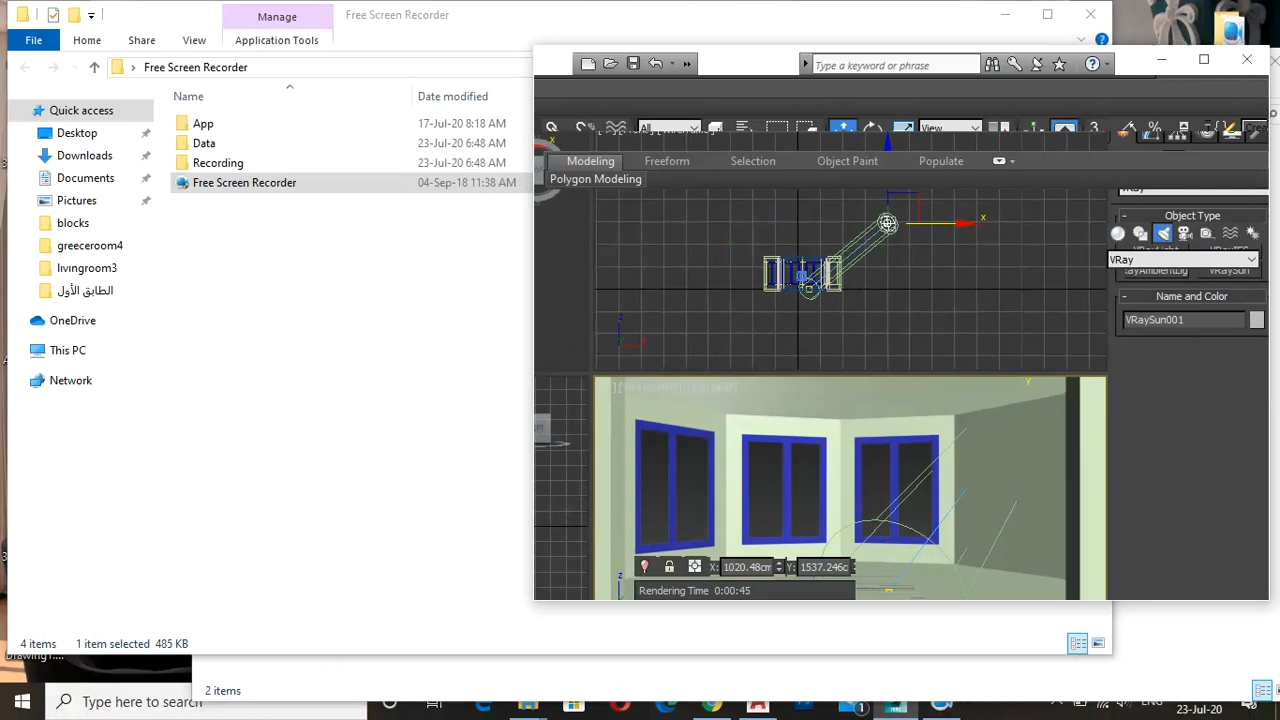 Manage
Free Screen Recorder
File
Home
Share
View
Application Tools
Free Screen Recorder
Type a keyword or phrase
Quick access
Name
Date modified
All
View
Desktop
App
17-Jul-20 8:18 AM
Downloads
Data
23-Jul-20 6:48 AM
Documents
Recording
23-Jul-20 6:48 AM
Pictures
Free Screen Recorder
04-Sep-18 11:38 AM
blocks
greeceroom4
livingroom3
الطابق الأول
OneDrive
This PC
Network
Modeling
Freeform
Selection
Object Paint
Populate
Polygon Modeling
x
Object Type
VRay
VRaySun
Name and Color
VRaySun001
z
y
z
X: 1020.48cm
Y: 1537.246c
Rendering Time 0:00:45
4 items
1 item selected 485 KB
2 items
Type here to search
ENG
23-Jul-20